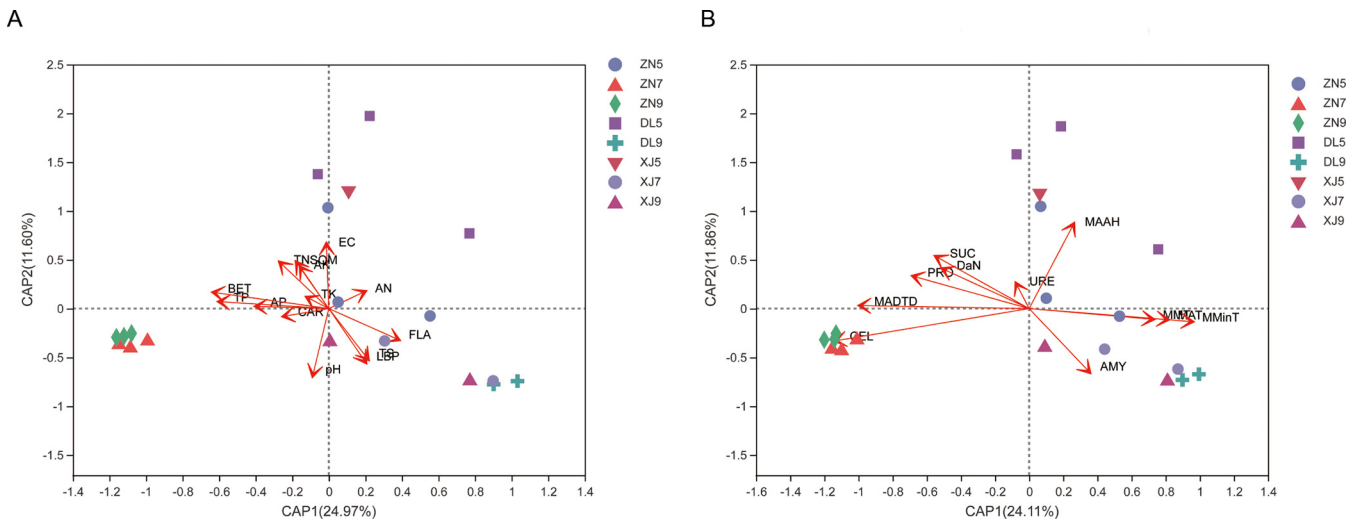 A
2.5
2
1.5
1
0.5
0
-0.5
-1
-1.5
CAP2(11.60%)
-1.4 -1.2 -1 -0.8 -0.6 -0.4 -0.2 0 0.2 0.4 0.6 0.8 1 1.2 1.4
CAP1(24.97%)
EC
TNSOM
AK
AN
BET
TP
AP
TK
CAR
FLA
TS
LBP
pH
ZN5
ZN7
ZN9
DL5
DL9
XJ5
XJ7
XJ9
B
2.5
2
1.5
1
0.5
0
-0.5
-1
-1.5
CAP2(11.86%)
-1.6 -1.4 -1.2 -1 -0.8 -0.6 -0.4 -0.2 0 0.2 0.4 0.6 0.8 1 1.2 1.4
CAP1(24.11%)
MAAH
SUC
DaN
PRO
URE
MADTD
MMAT
MMinT
CEL
AMY
ZN5
ZN7
ZN9
DL5
DL9
XJ5
XJ7
XJ9